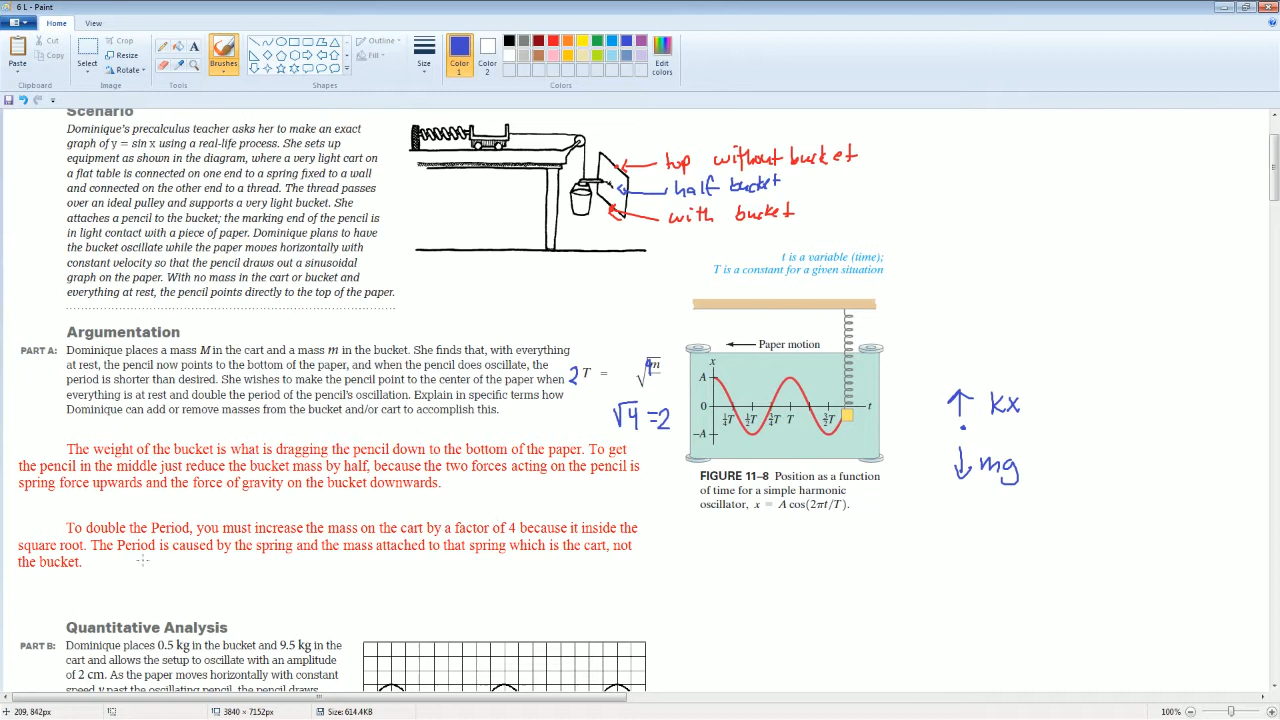 6 L - Paint
Home
View
Paste
Cut
Copy
Clipboard
Select
Crop
Resize
Rotate
Image
Tools
Brushes
Shapes
Outline
Fill
Size
Color 1
Color 2
Edit colors
Colors
Scenario
Dominique's precalculus teacher asks her to make an exact
graph of y = sin x using a real-life process. She sets up
equipment as shown in the diagram, where a very light cart on
a flat table is connected on one end to a spring fixed to a wall
and connected on the other end to a thread. The thread passes
over an ideal pulley and supports a very light bucket. She
attaches a pencil to the bucket; the marking end of the pencil is
in light contact with a piece of paper. Dominique plans to have
the bucket oscillate while the paper moves horizontally with
constant velocity so that the pencil draws out a sinusoidal
graph on the paper. With no mass in the cart or bucket and
everything at rest, the pencil points directly to the top of the paper.
top without bucket
half bucket
with bucket
t is a variable (time);
T is a constant for a given situation
Argumentation
PART A: Dominique places a mass M in the cart and a mass m in the bucket. She finds that, with everything
at rest, the pencil now points to the bottom of the paper, and when the pencil does oscillate, the
period is shorter than desired. She wishes to make the pencil point to the center of the paper when
everything is at rest and double the period of the pencil's oscillation. Explain in specific terms how
Dominique can add or remove masses from the bucket and/or cart to accomplish this.
2 T = √4m
√4 = 2
Paper motion
x
A
0
-A
1/4T 1/2T 3/4T T 3/2T
t
FIGURE 11–8 Position as a function
of time for a simple harmonic
oscillator, x = A cos(2πt/T).
kx
mg
The weight of the bucket is what is dragging the pencil down to the bottom of the paper. To get
the pencil in the middle just reduce the bucket mass by half, because the two forces acting on the pencil is
spring force upwards and the force of gravity on the bucket downwards.
To double the Period, you must increase the mass on the cart by a factor of 4 because it inside the
square root. The Period is caused by the spring and the mass attached to that spring which is the cart, not
the bucket.
Quantitative Analysis
PART B: Dominique places 0.5 kg in the bucket and 9.5 kg in the
cart and allows the setup to oscillate with an amplitude
of 2 cm. As the paper moves horizontally with constant
speed v past the oscillating pencil, the pencil draws
209, 842px
3840 × 7152px
Size: 614.4KB
100%